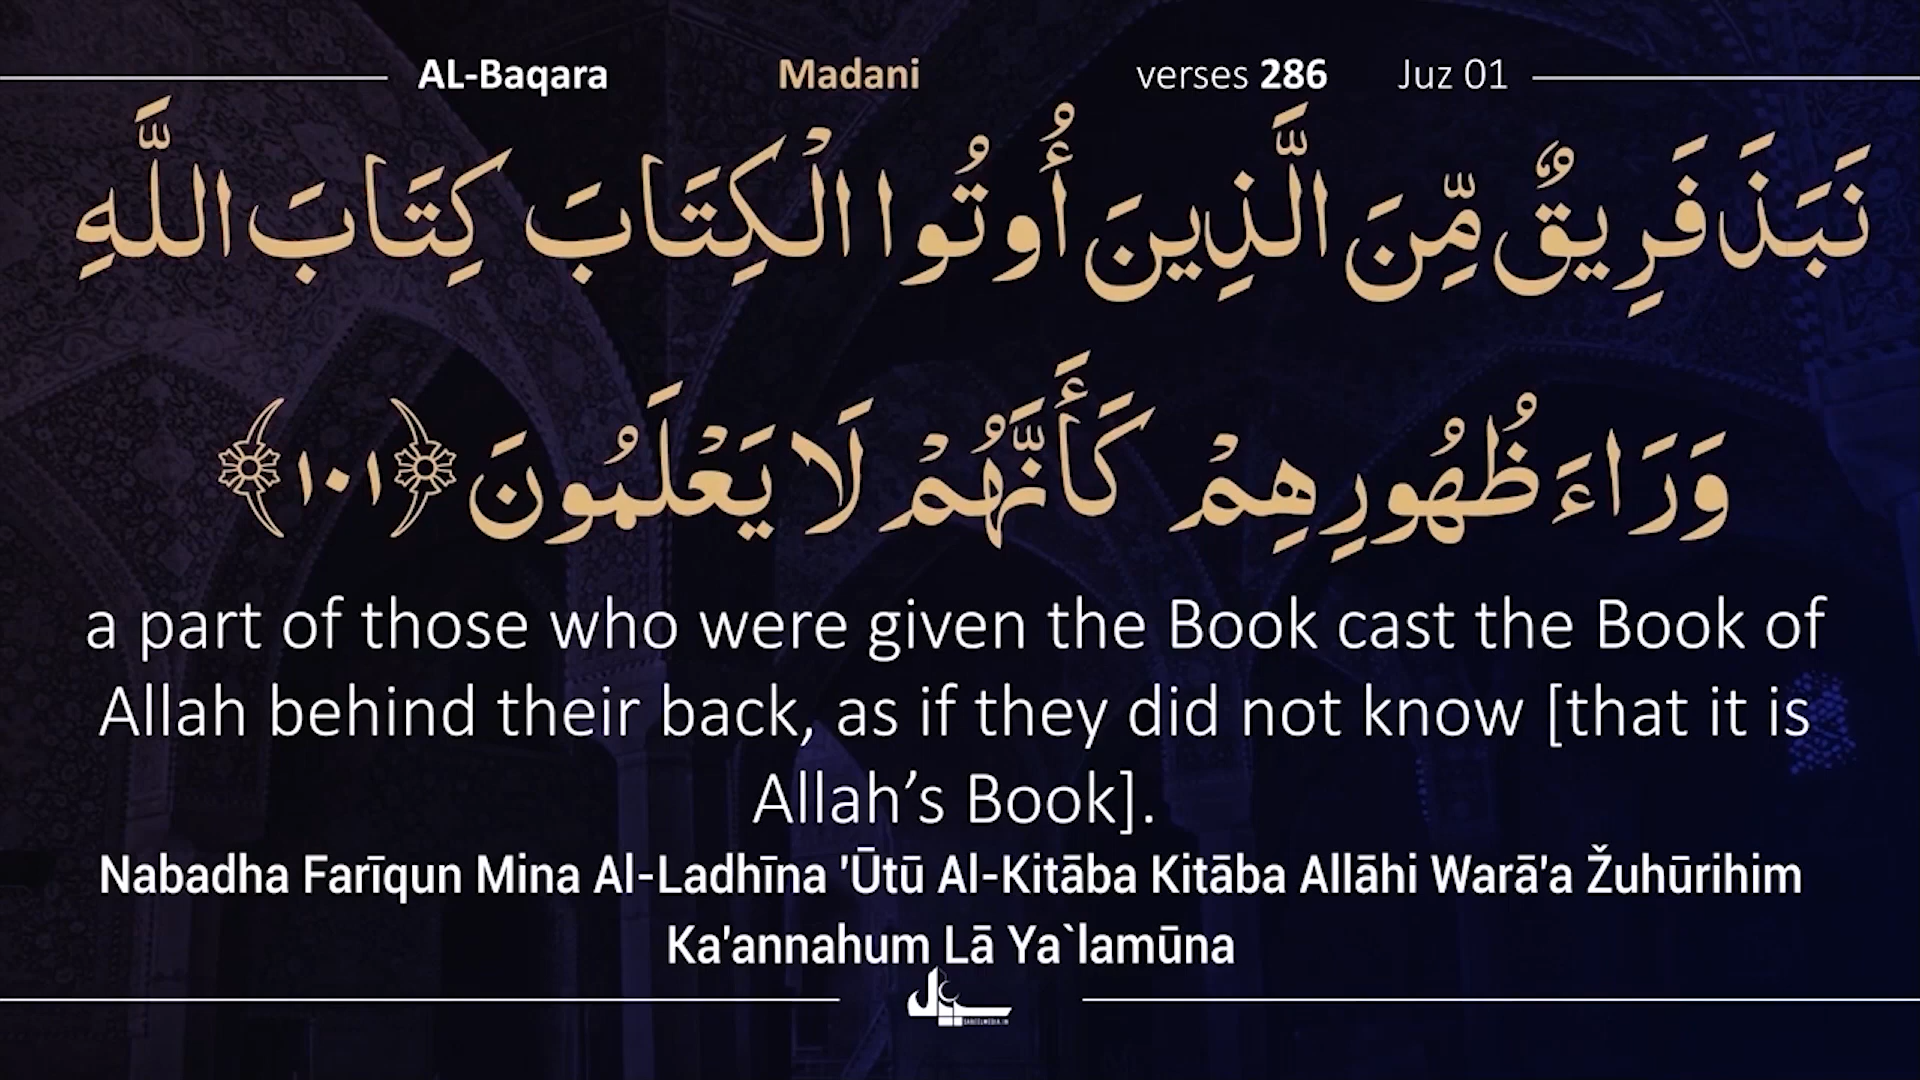 AL-Baqara Madani verses 286 Juz 01
نَبَذَ فَرِيقٌ مِّنَ الَّذِينَ أُوتُوا الْكِتَابَ كِتَابَ اللَّهِ
وَرَاءَ ظُهُورِهِمْ كَأَنَّهُمْ لَا يَعْلَمُونَ ﴿١٠١﴾
a part of those who were given the Book cast the Book of
Allah behind their back, as if they did not know [that it is
Allah’s Book].
Nabadha Farīqun Mina Al-Ladhīna 'Ūtū Al-Kitāba Kitāba Allāhi Warā'a Žuhūrihim
Ka'annahum Lā Ya`lamūna